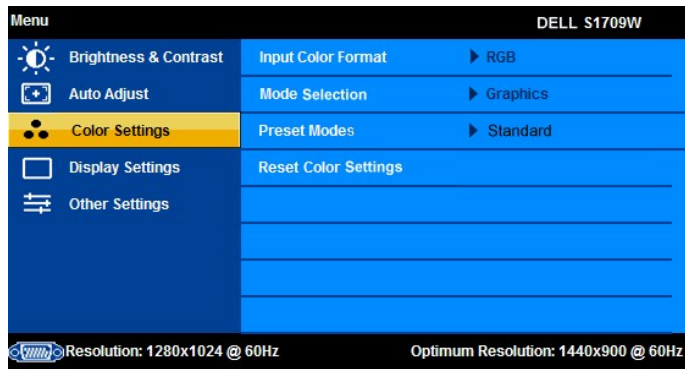 Menu DELL S1709W
Brightness & Contrast Input Color Format RGB
Auto Adjust Mode Selection Graphics
Color Settings Preset Modes Standard
Display Settings Reset Color Settings
Other Settings
Resolution: 1280x1024 @ 60Hz Optimum Resolution: 1440x900 @ 60Hz